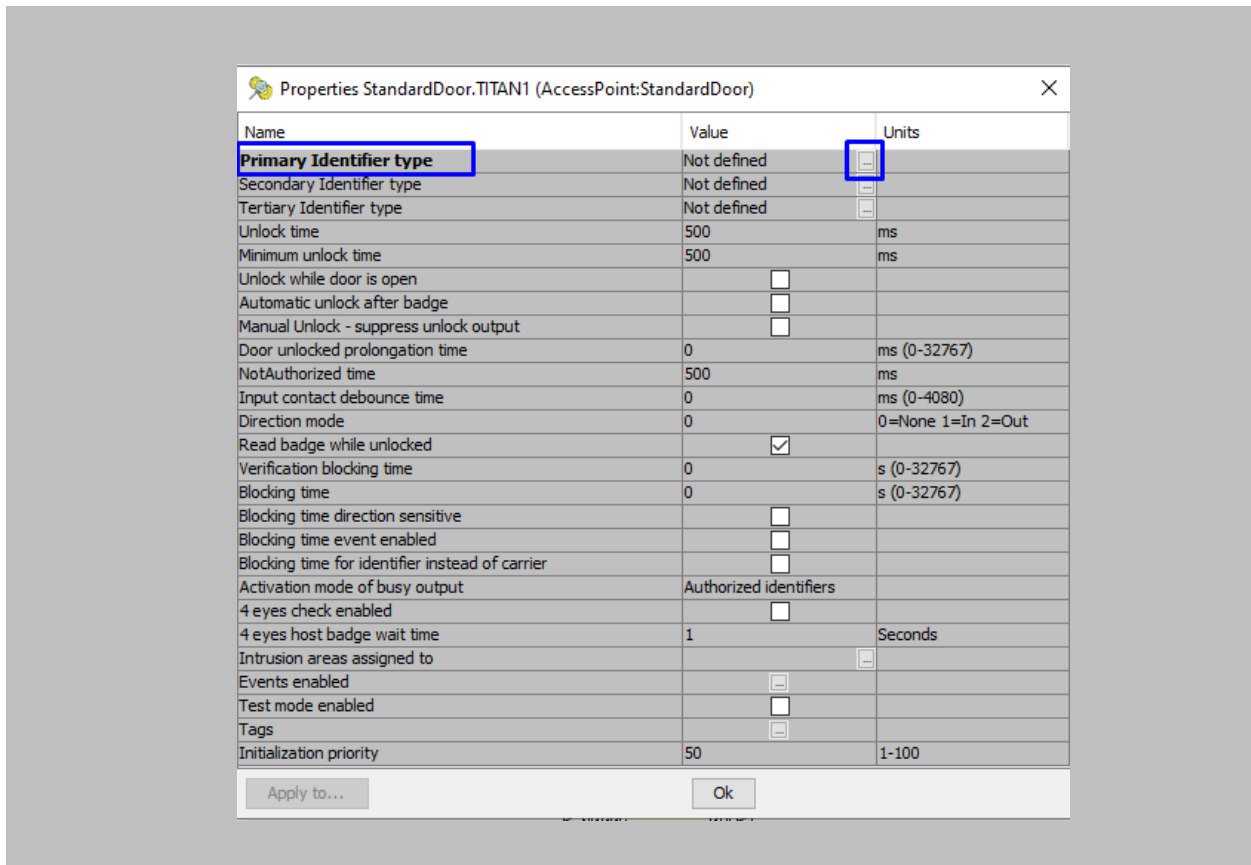 Properties StandardDoor.TITAN1 (AccessPoint:StandardDoor)
Name Value Units
Primary Identifier type Not defined ...
Secondary Identifier type Not defined ...
Tertiary Identifier type Not defined ...
Unlock time 500 ms
Minimum unlock time 500 ms
Unlock while door is open
Automatic unlock after badge
Manual Unlock - suppress unlock output
Door unlocked prolongation time 0 ms (0-32767)
NotAuthorized time 500 ms
Input contact debounce time 0 ms (0-4080)
Direction mode 0 0=None 1=In 2=Out
Read badge while unlocked
Verification blocking time 0 s (0-32767)
Blocking time 0 s (0-32767)
Blocking time direction sensitive
Blocking time event enabled
Blocking time for identifier instead of carrier
Activation mode of busy output Authorized identifiers
4 eyes check enabled
4 eyes host badge wait time 1 Seconds
Intrusion areas assigned to ...
Events enabled ...
Test mode enabled
Tags ...
Initialization priority 50 1-100
Apply to... Ok